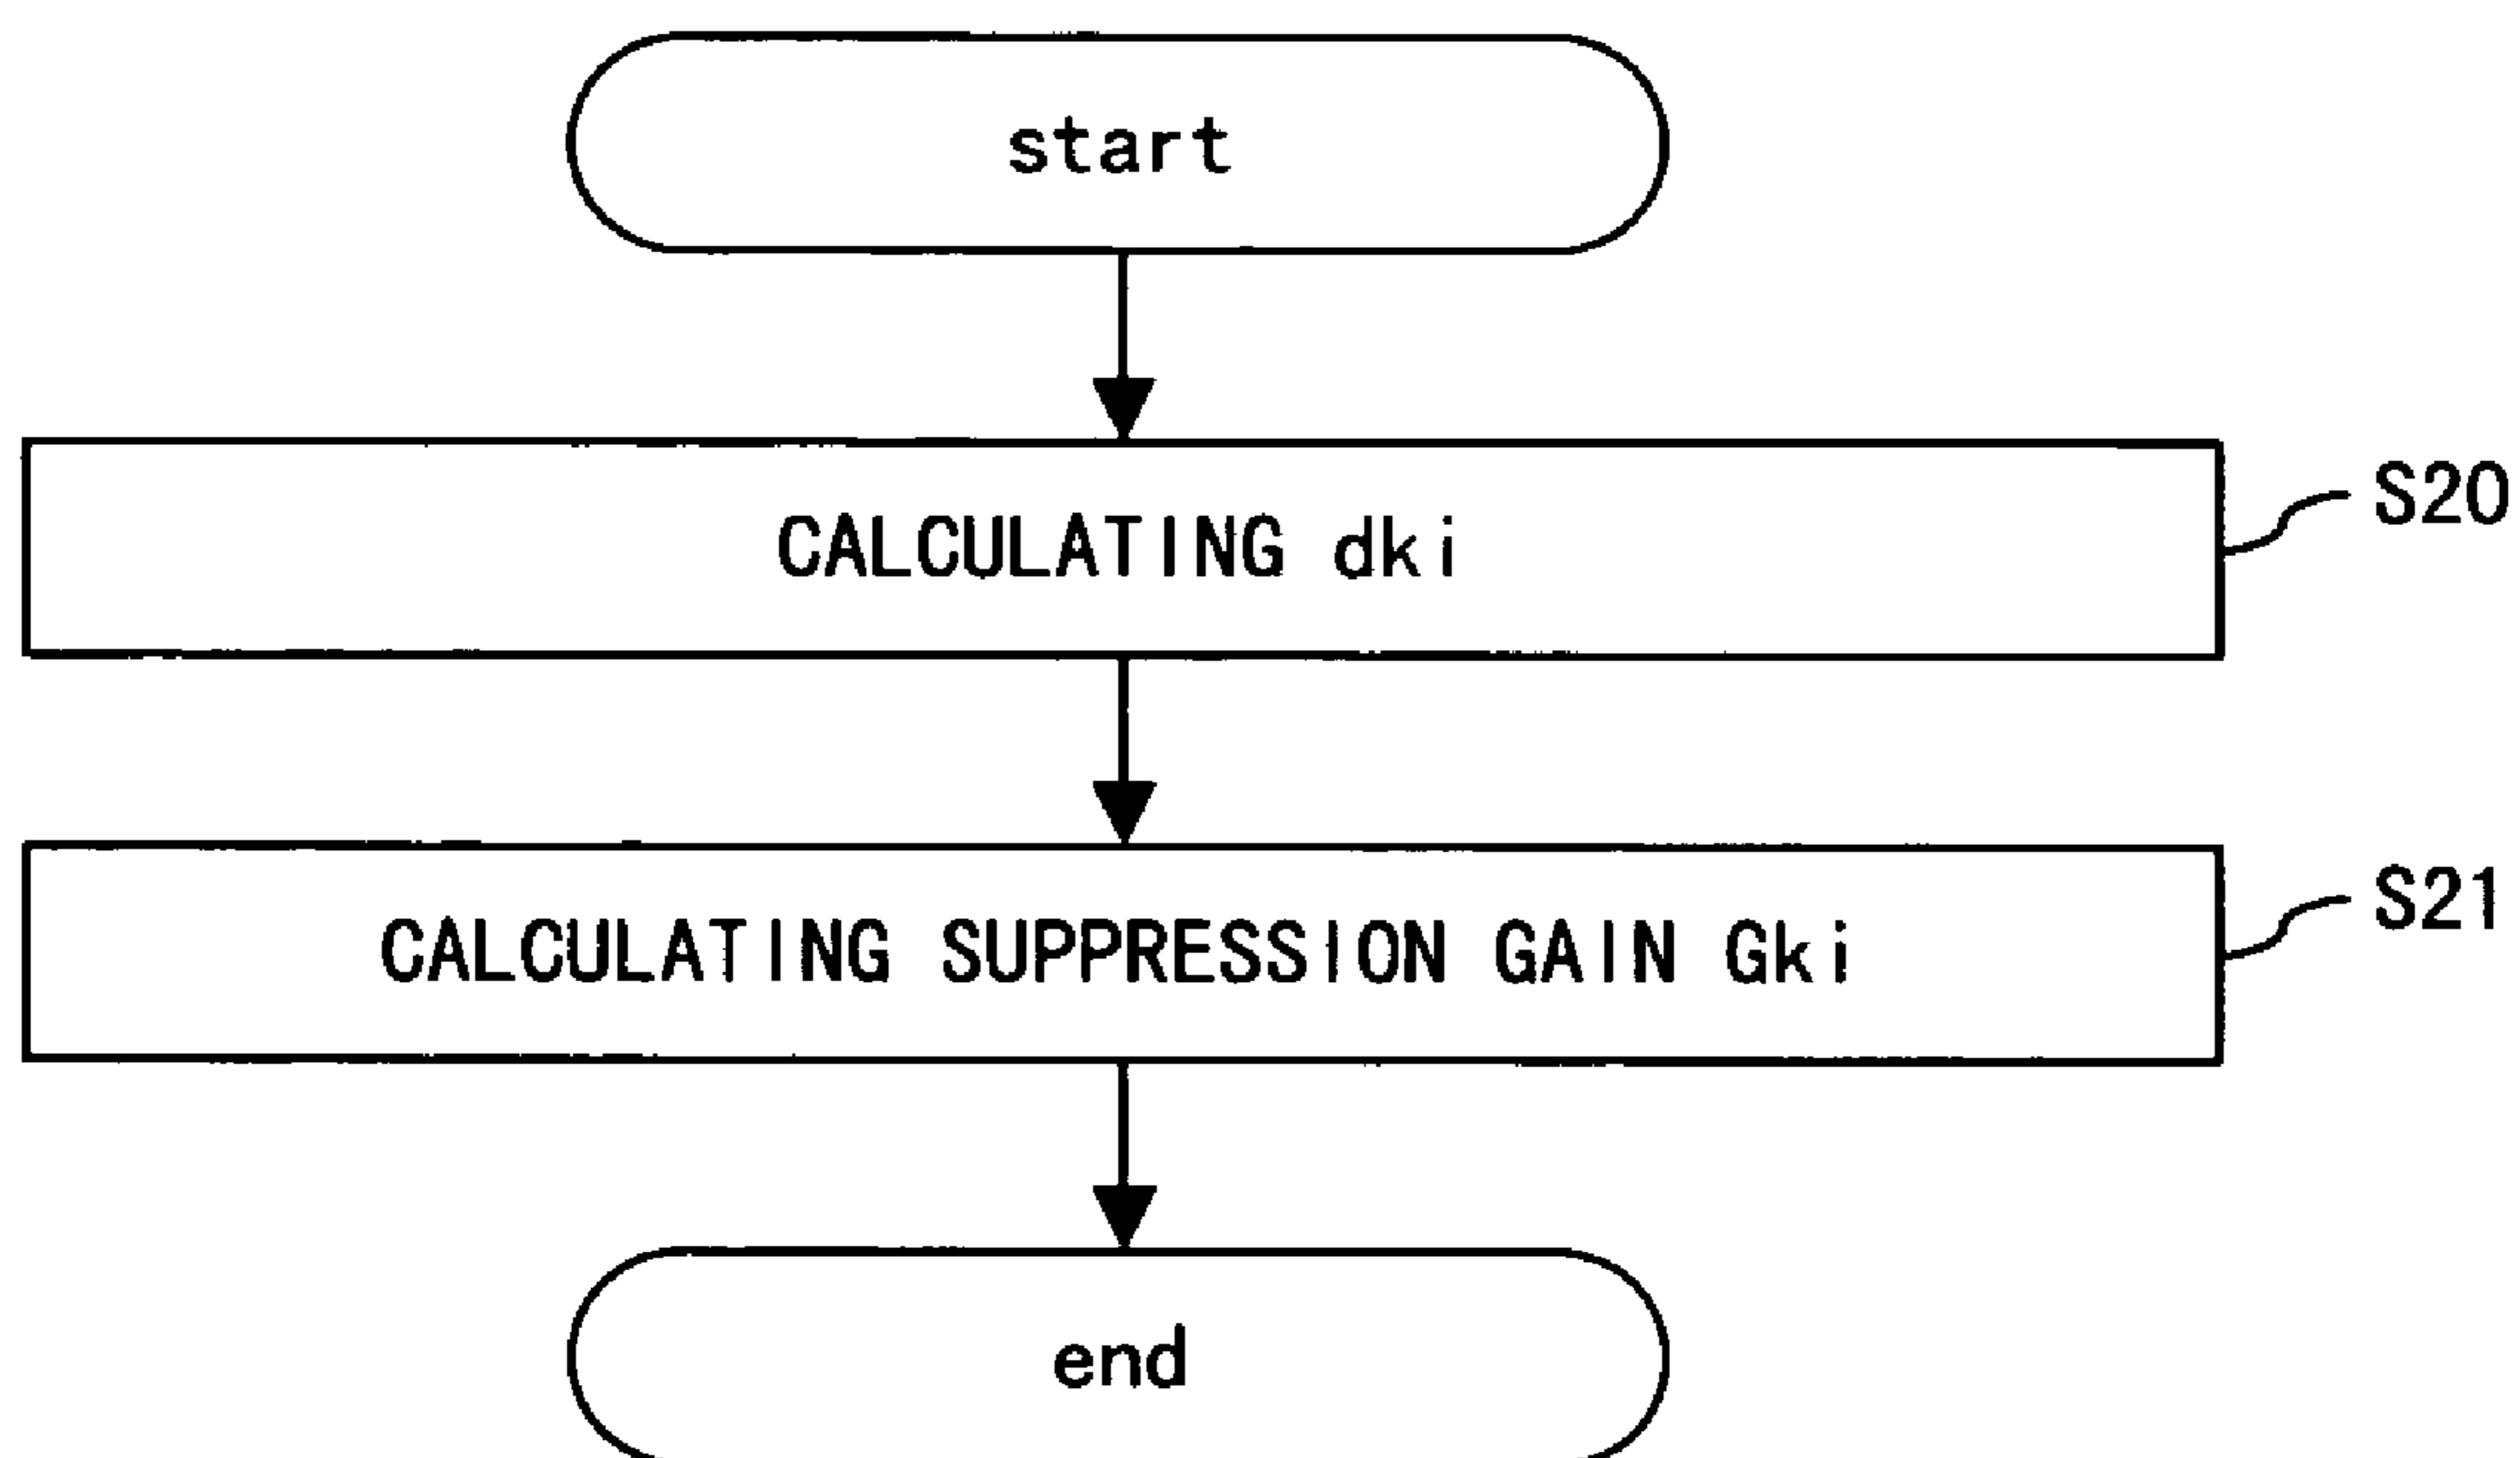 start
CALCULATING dki
S20
CALCULATING SUPPRESSION GAIN Gki
S21
end